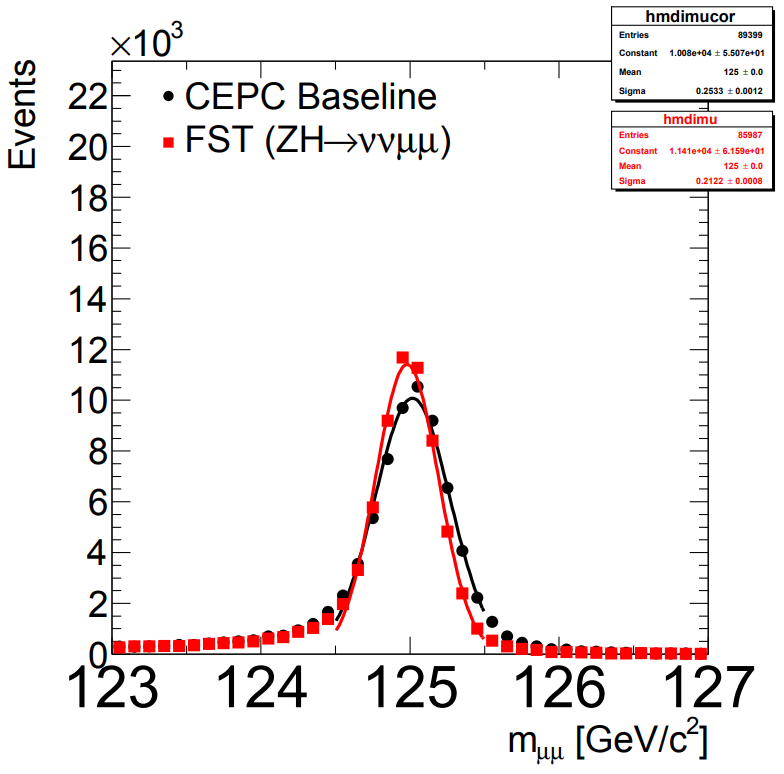 ×10³
Events
22
20
18
16
14
12
10
8
6
4
2
0
CEPC Baseline
FST (ZH→ννμμ)
hmdimucor
Entries 89399
Constant 1.008e+04 ± 5.507e+01
Mean 125 ± 0.0
Sigma 0.2533 ± 0.0012
hmdimu
Entries 85987
Constant 1.141e+04 ± 6.159e+01
Mean 125 ± 0.0
Sigma 0.2122 ± 0.0008
123 124 125 126 127
m_μμ [GeV/c²]